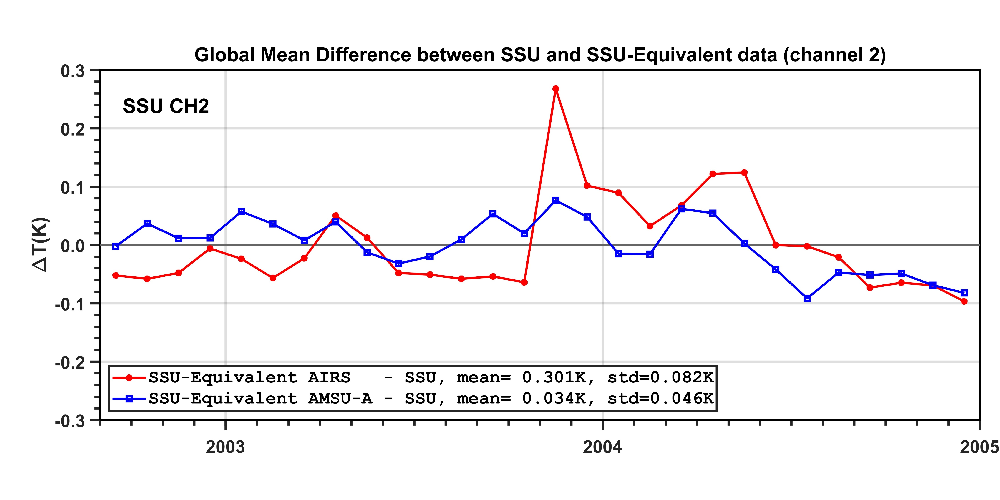 Global Mean Difference between SSU and SSU-Equivalent data (channel 2)
0.3
SSU CH2
0.2
0.1
0.0
-0.1
-0.2
-0.3
ΔT(K)
SSU-Equivalent AIRS - SSU, mean= 0.301K, std=0.082K
SSU-Equivalent AMSU-A - SSU, mean= 0.034K, std=0.046K
2003 2004 2005